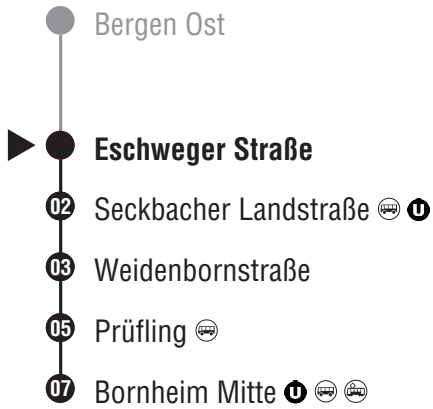 Bergen Ost
Eschweger Straße
02 Seckbacher Landstraße U
03 Weidenbornstraße
05 Prüfling
07 Bornheim Mitte U